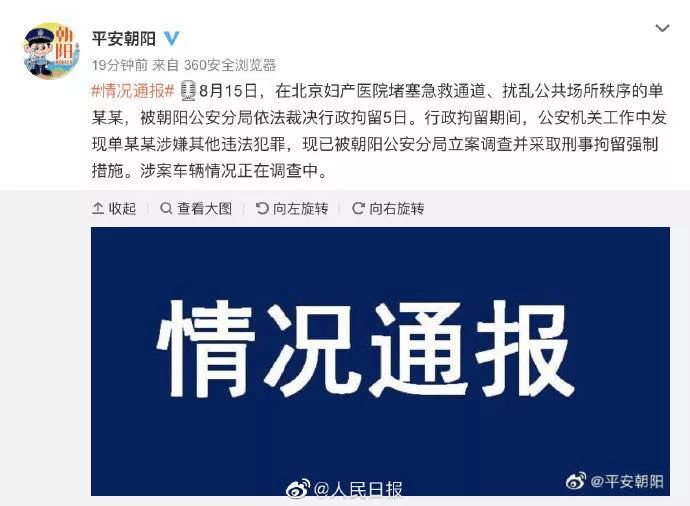 朝阳
POLICE
平安朝阳
19分钟前 来自 360安全浏览器
#情况通报# 8月15日，在北京妇产医院堵塞急救通道、扰乱公共场所秩序的单
某某，被朝阳公安分局依法裁决行政拘留5日。行政拘留期间，公安机关工作中发
现单某某涉嫌其他违法犯罪，现已被朝阳公安分局立案调查并采取刑事拘留强制
措施。涉案车辆情况正在调查中。
收起 查看大图 向左旋转 向右旋转
情况通报
@人民日报
@平安朝阳